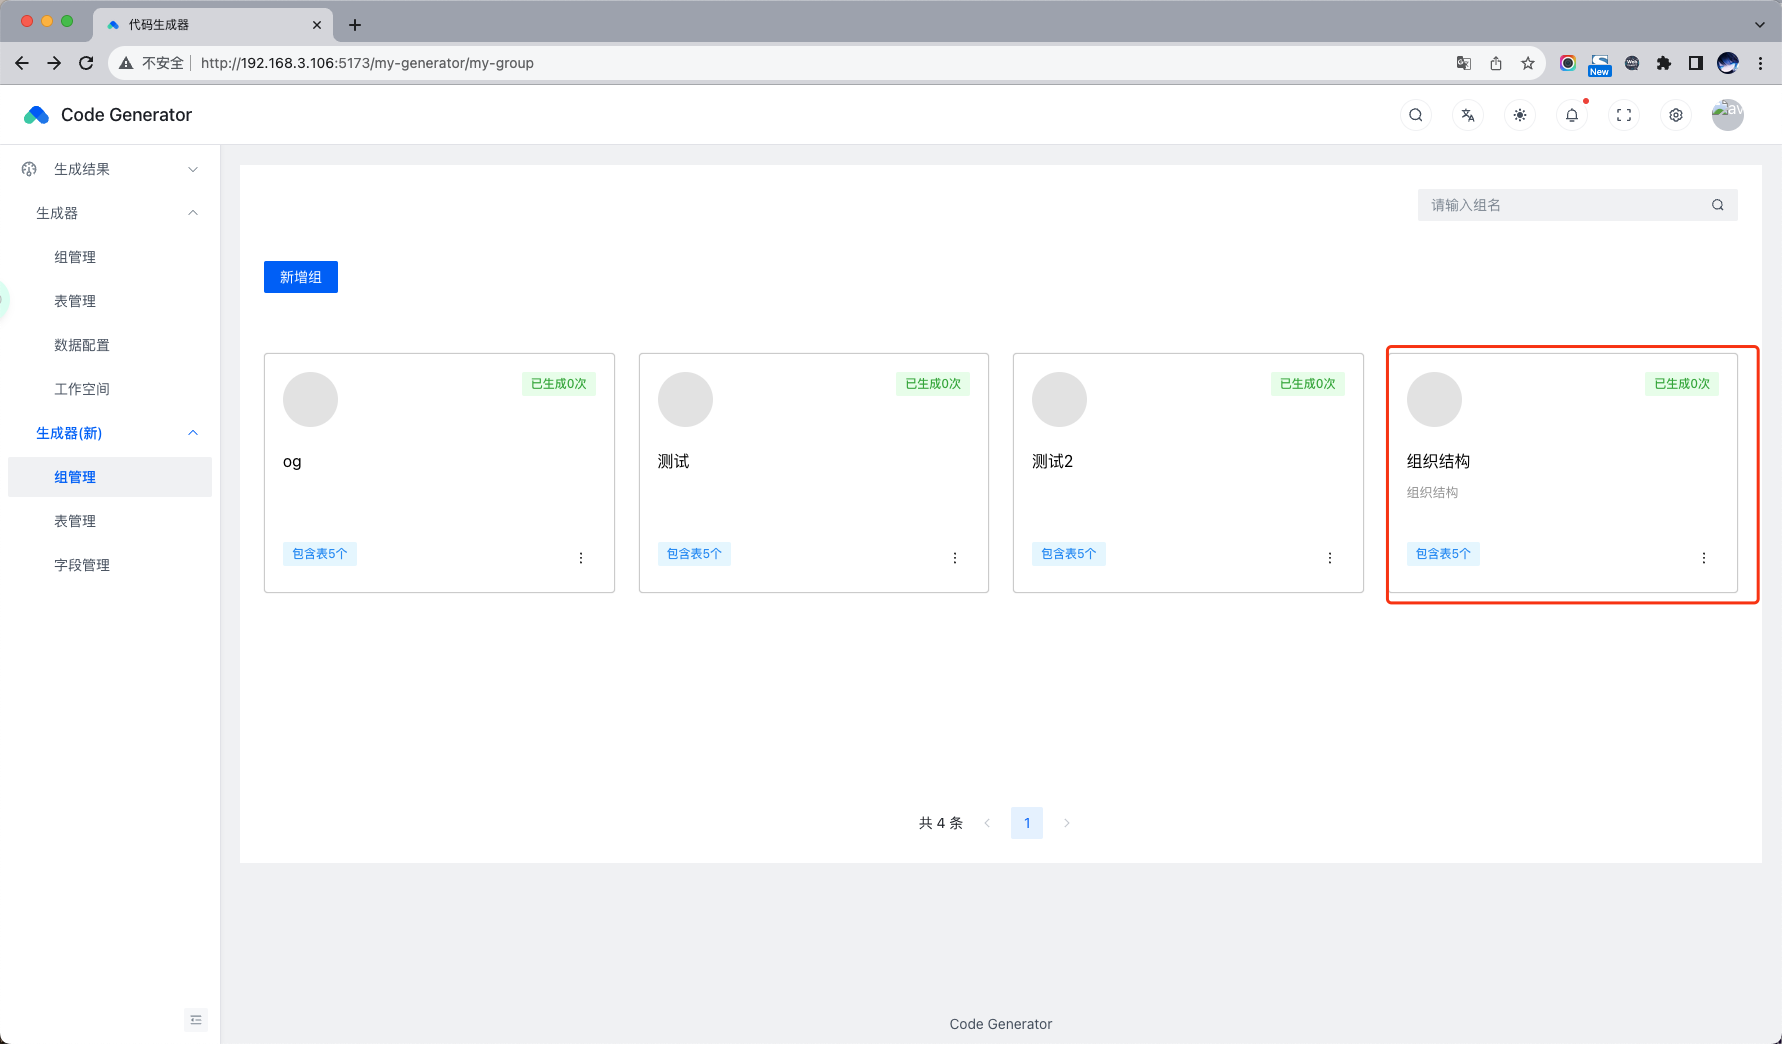 代码生成器
不安全
http://192.168.3.106:5173/my-generator/my-group
New
Code Generator
生成结果
生成器
组管理
表管理
数据配置
工作空间
生成器(新)
组管理
表管理
字段管理
请输入组名
新增组
已生成0次
og
包含表5个
已生成0次
测试
包含表5个
已生成0次
测试2
包含表5个
已生成0次
组织结构
组织结构
包含表5个
共 4 条
1
Code Generator